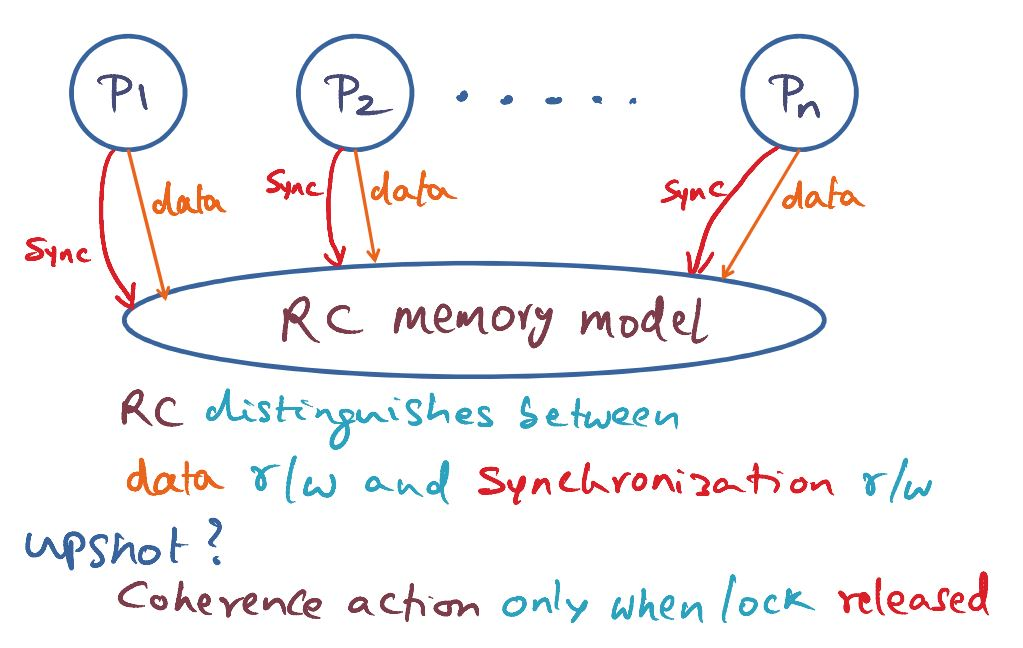 P1 P2 Pn
sync data sync data sync data
RC memory model
RC distinguishes between
data r/w and synchronization r/w
upshot?
Coherence action only when lock released